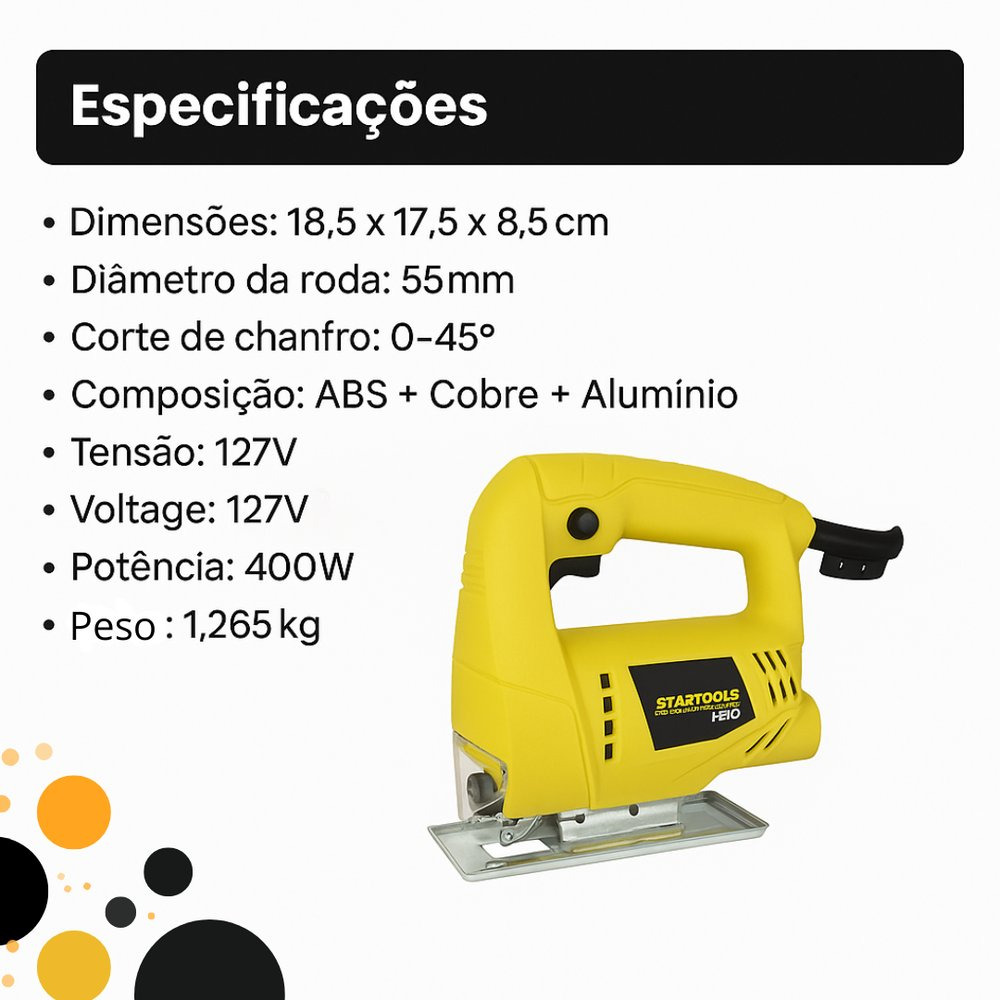 Especificações
• Dimensões: 18,5 x 17,5 x 8,5 cm
• Diâmetro da roda: 55mm
• Corte de chanfro: 0-45°
• Composição: ABS + Cobre + Alumínio
• Tensão: 127V
• Voltage: 127V
• Potência: 400W
• Peso : 1,265 kg
STARTOOLS